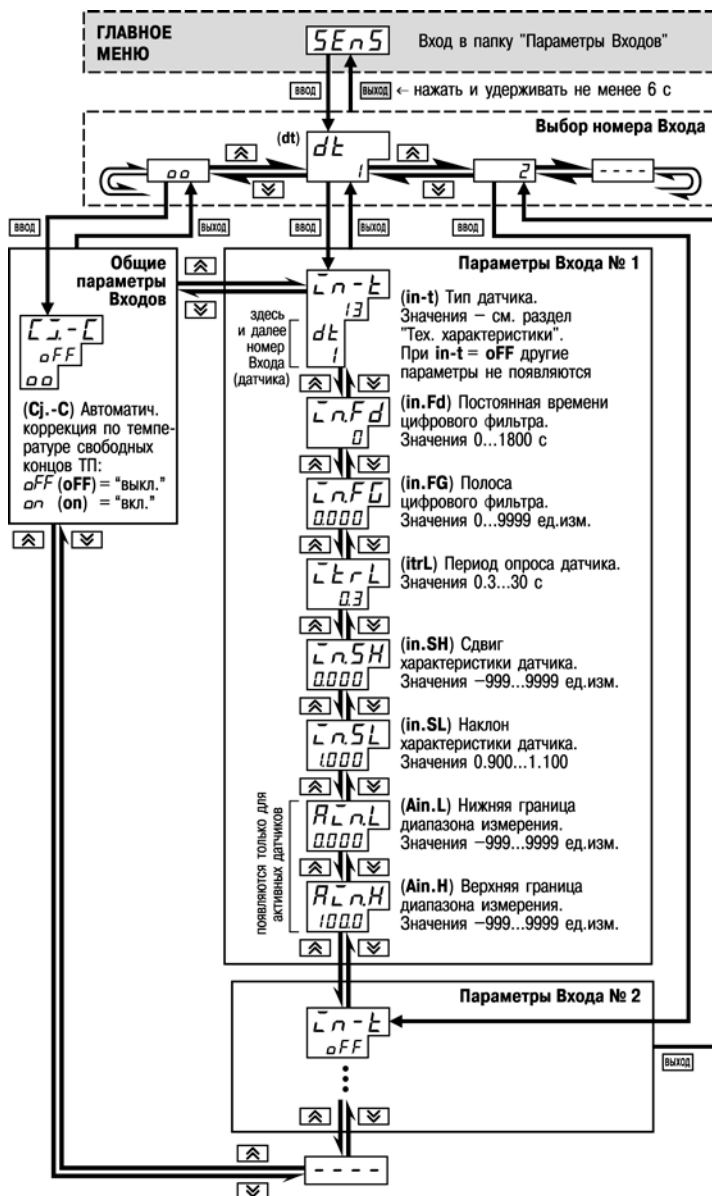 ГЛАВНОЕ
МЕНЮ
SEnS
Вход в папку "Параметры Входов"
ввод
выход
← нажать и удерживать не менее 6 с
Выбор номера Входа
(dt)
dt
1
oo
2
- - - -
ввод
выход
ввод
выход
ввод
Общие
параметры
Входов
Cj.-C
oFF
oo
(Cj.-C) Автоматич.
коррекция по темпе-
ратуре свободных
концов ТП:
oFF (oFF) = “выкл.”
on (on) = “вкл.”
Параметры Входа № 1
in-t
13
dt
1
здесь
и далее
номер
Входа
(датчика)
(in-t) Тип датчика.
Значения – см. раздел
"Тех. характеристики".
При in-t = oFF другие
параметры не появляются
in.Fd
0
(in.Fd) Постоянная времени
цифрового фильтра.
Значения 0...1800 с
in.FG
0.000
(in.FG) Полоса
цифрового фильтра.
Значения 0...9999 ед.изм.
itrL
0.3
(itrL) Период опроса датчика.
Значения 0.3...30 с
in.SH
0.000
(in.SH) Сдвиг
характеристики датчика.
Значения −999...9999 ед.изм.
in.SL
1.000
(in.SL) Наклон
характеристики датчика.
Значения 0.900...1.100
появляются только для
активных датчиков
Ain.L
0.000
(Ain.L) Нижняя граница
диапазона измерения.
Значения −999...9999 ед.изм.
Ain.H
100.0
(Ain.H) Верхняя граница
диапазона измерения.
Значения −999...9999 ед.изм.
Параметры Входа № 2
in-t
oFF
выход
- - - -